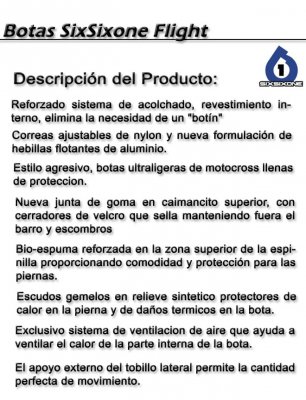 Botas SixSixone Flight
1
SIXSIXONE
Descripción del Producto:
Reforzado sistema de acolchado, revestimiento in-
terno, elimina la necesidad de un "botín"
Correas ajustables de nylon y nueva formulación de
hebillas flotantes de aluminio.
Estilo agresivo, botas ultraligeras de motocross llenas
de proteccion.
Nueva junta de goma en caimancito superior, con
cerradores de velcro que sella manteniendo fuera el
barro y escombros
Bio-espuma reforzada en la zona superior de la espi-
nilla proporcionando comodidad y protección para las
piernas.
Escudos gemelos en relieve sintetico protectores de
calor en la pierna y de daños termicos en la bota.
Exclusivo sistema de ventilacion de aire que ayuda a
ventilar el calor de la parte interna de la bota.
El apoyo externo del tobillo lateral permite la cantidad
perfecta de movimiento.